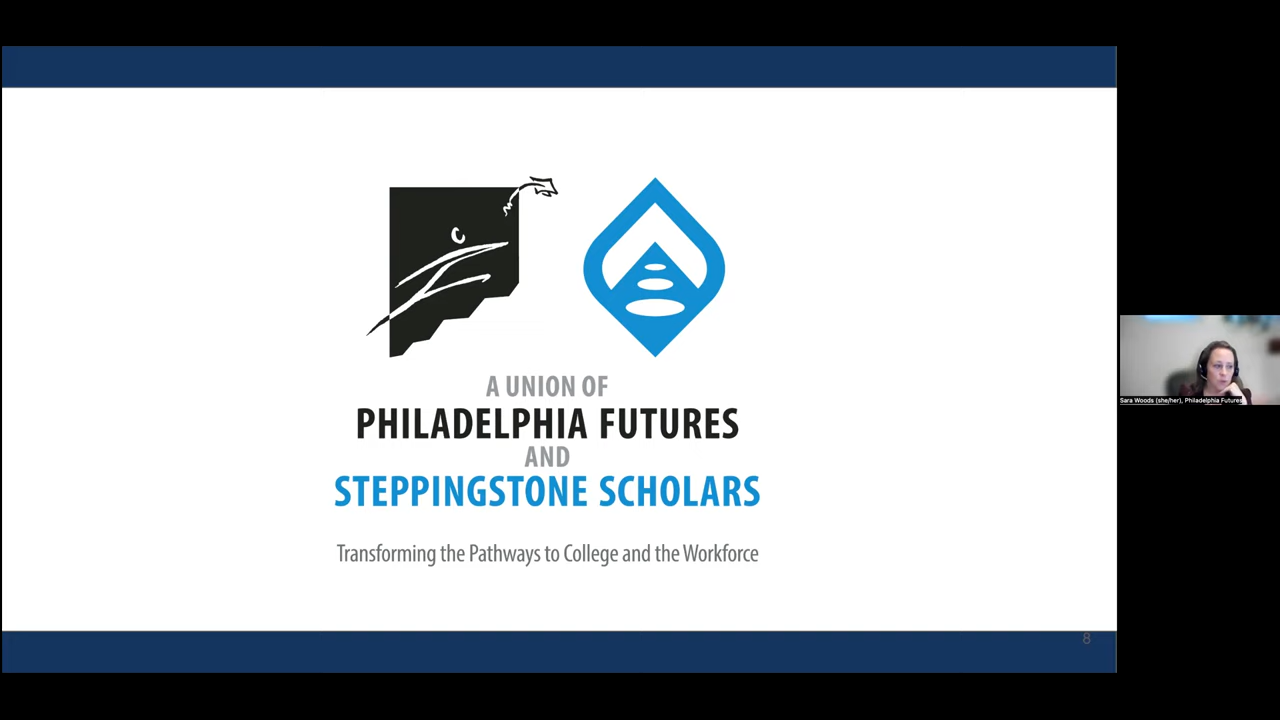 A UNION OF
PHILADELPHIA FUTURES
AND
STEPPINGSTONE SCHOLARS
Transforming the Pathways to College and the Workforce
8
Sara Woods (she/her), Philadelphia Futures